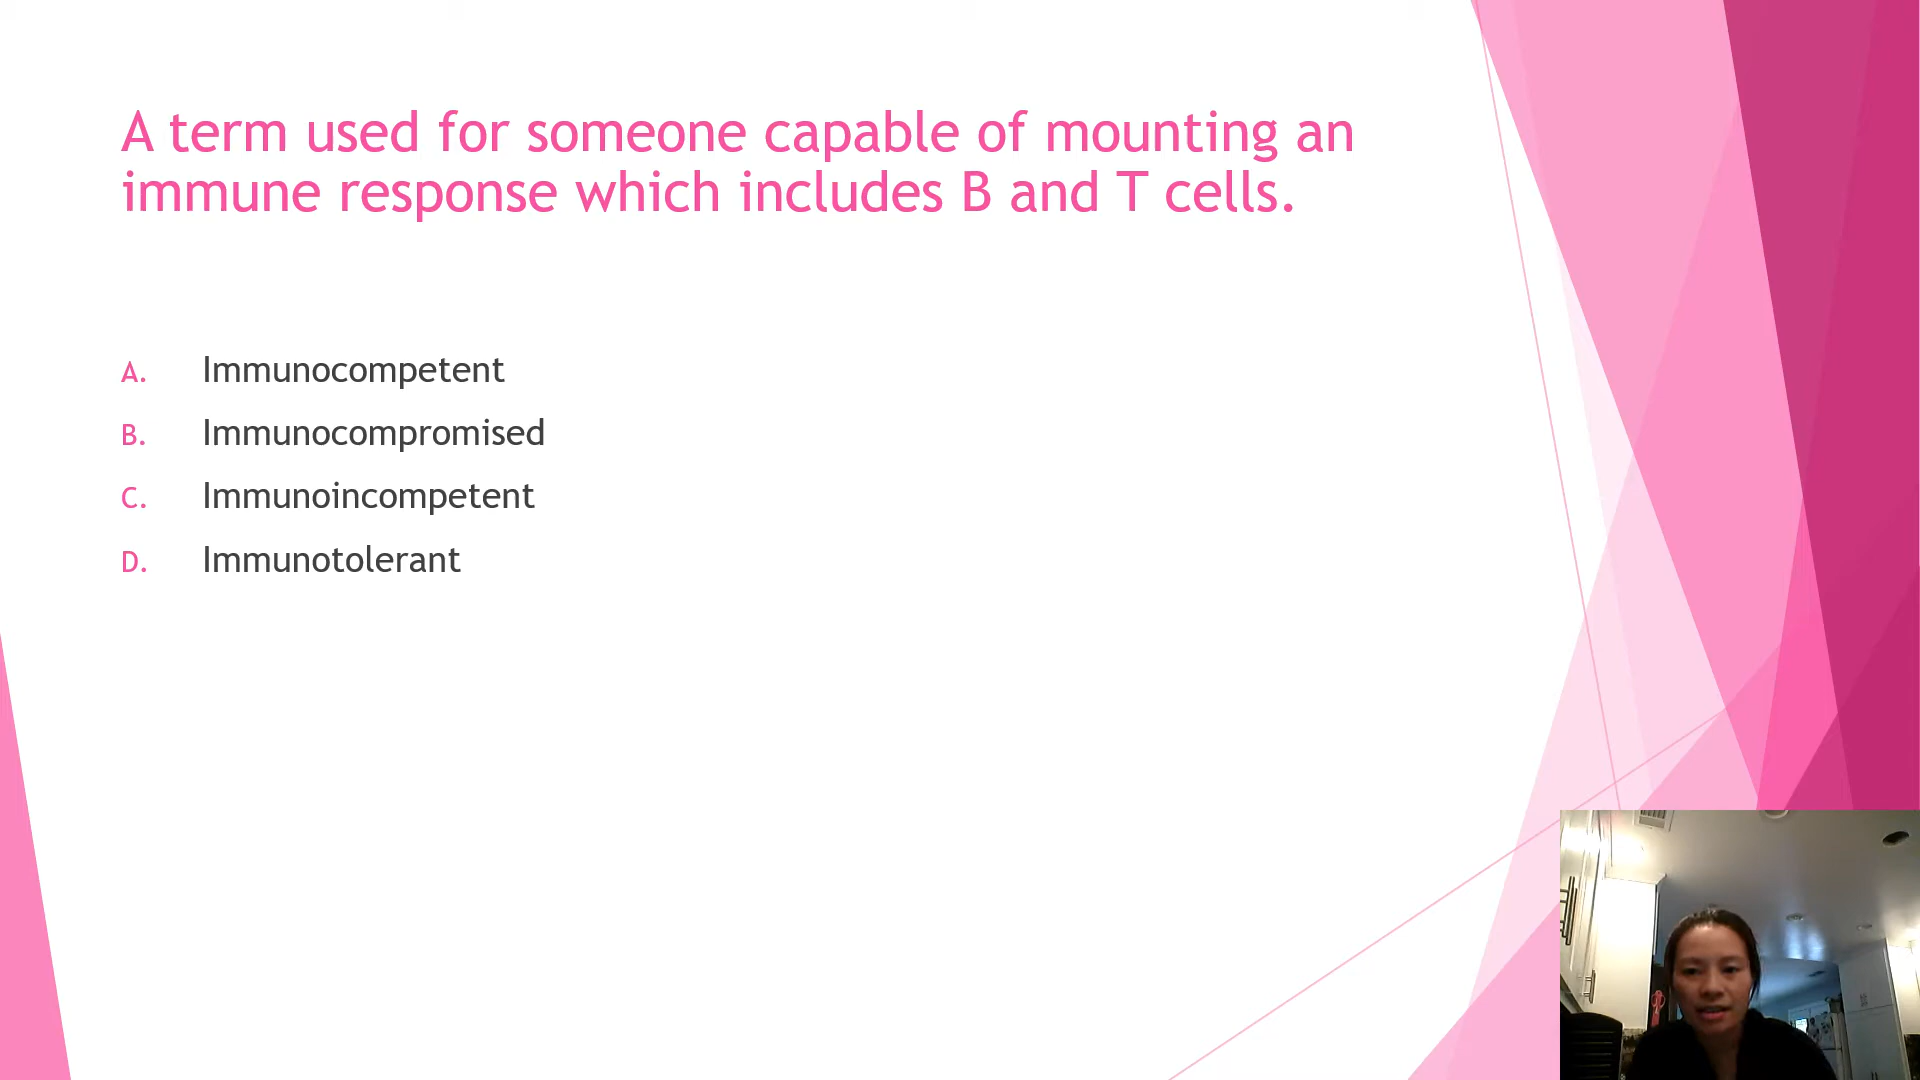 A term used for someone capable of mounting an
immune response which includes B and T cells.
A. Immunocompetent
B. Immunocompromised
C. Immunoincompetent
D. Immunotolerant